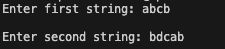 Enter first string: abcb
Enter second string: bdcab